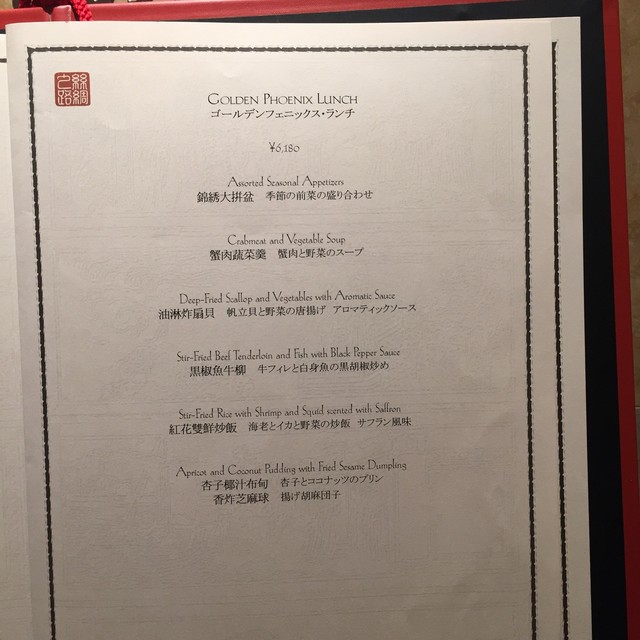 絲綢之路
GOLDEN PHOENIX LUNCH
ゴールデンフェニックス・ランチ
¥6,180
Assorted Seasonal Appetizers
錦綉大拼盆 季節の前菜の盛り合わせ
Crabmeat and Vegetable Soup
蟹肉蔬菜羹 蟹肉と野菜のスープ
Deep-Fried Scallop and Vegetables with Aromatic Sauce
油淋炸扇貝 帆立貝と野菜の唐揚げ アロマティックソース
Stir-Fried Beef Tenderloin and Fish with Black Pepper Sauce
黒椒魚牛柳 牛フィレと白身魚の黒胡椒炒め
Stir-Fried Rice with Shrimp and Squid scented with Saffron
紅花雙鮮炒飯 海老とイカと野菜の炒飯 サフラン風味
Apricot and Coconut Pudding with Fried Sesame Dumpling
杏子椰汁布甸 杏子とココナッツのプリン
香炸芝麻球 揚げ胡麻団子